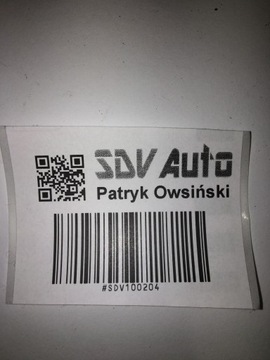 SDV Auto
Patryk Owsiński
#SDV100204